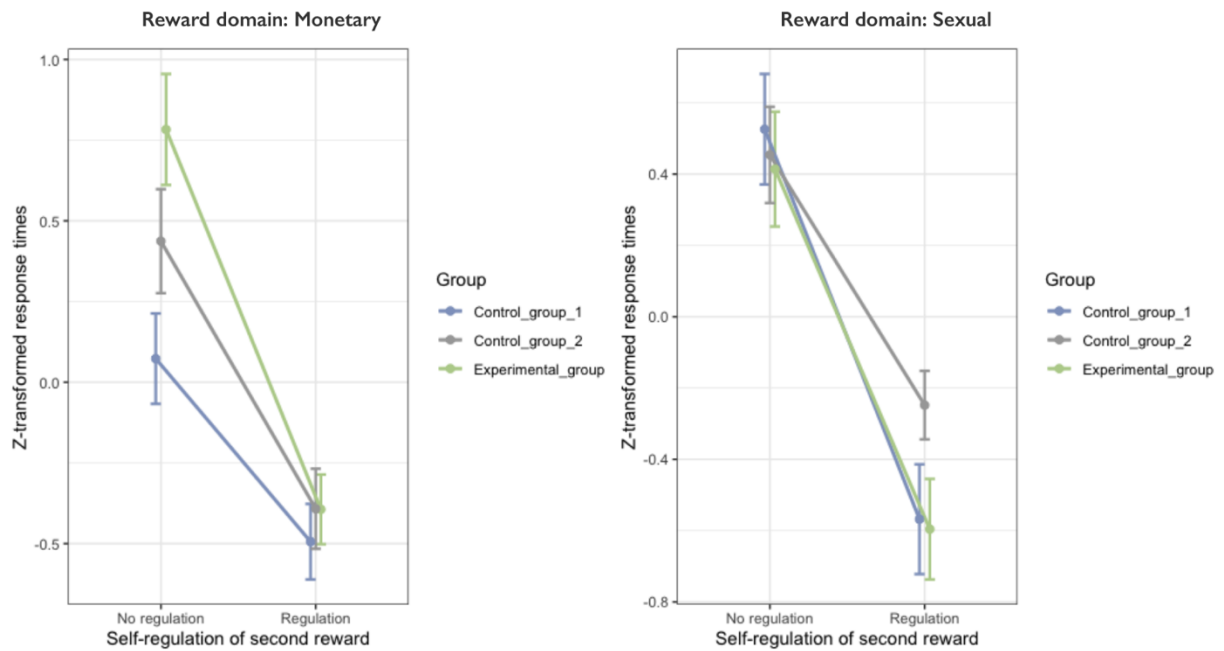 Reward domain: Monetary
1.0
0.5
0.0
-0.5
Z-transformed response times
No regulation
Regulation
Self-regulation of second reward
Group
Control_group_1
Control_group_2
Experimental_group
Reward domain: Sexual
0.4
0.0
-0.4
-0.8
Z-transformed response times
No regulation
Regulation
Self-regulation of second reward
Group
Control_group_1
Control_group_2
Experimental_group